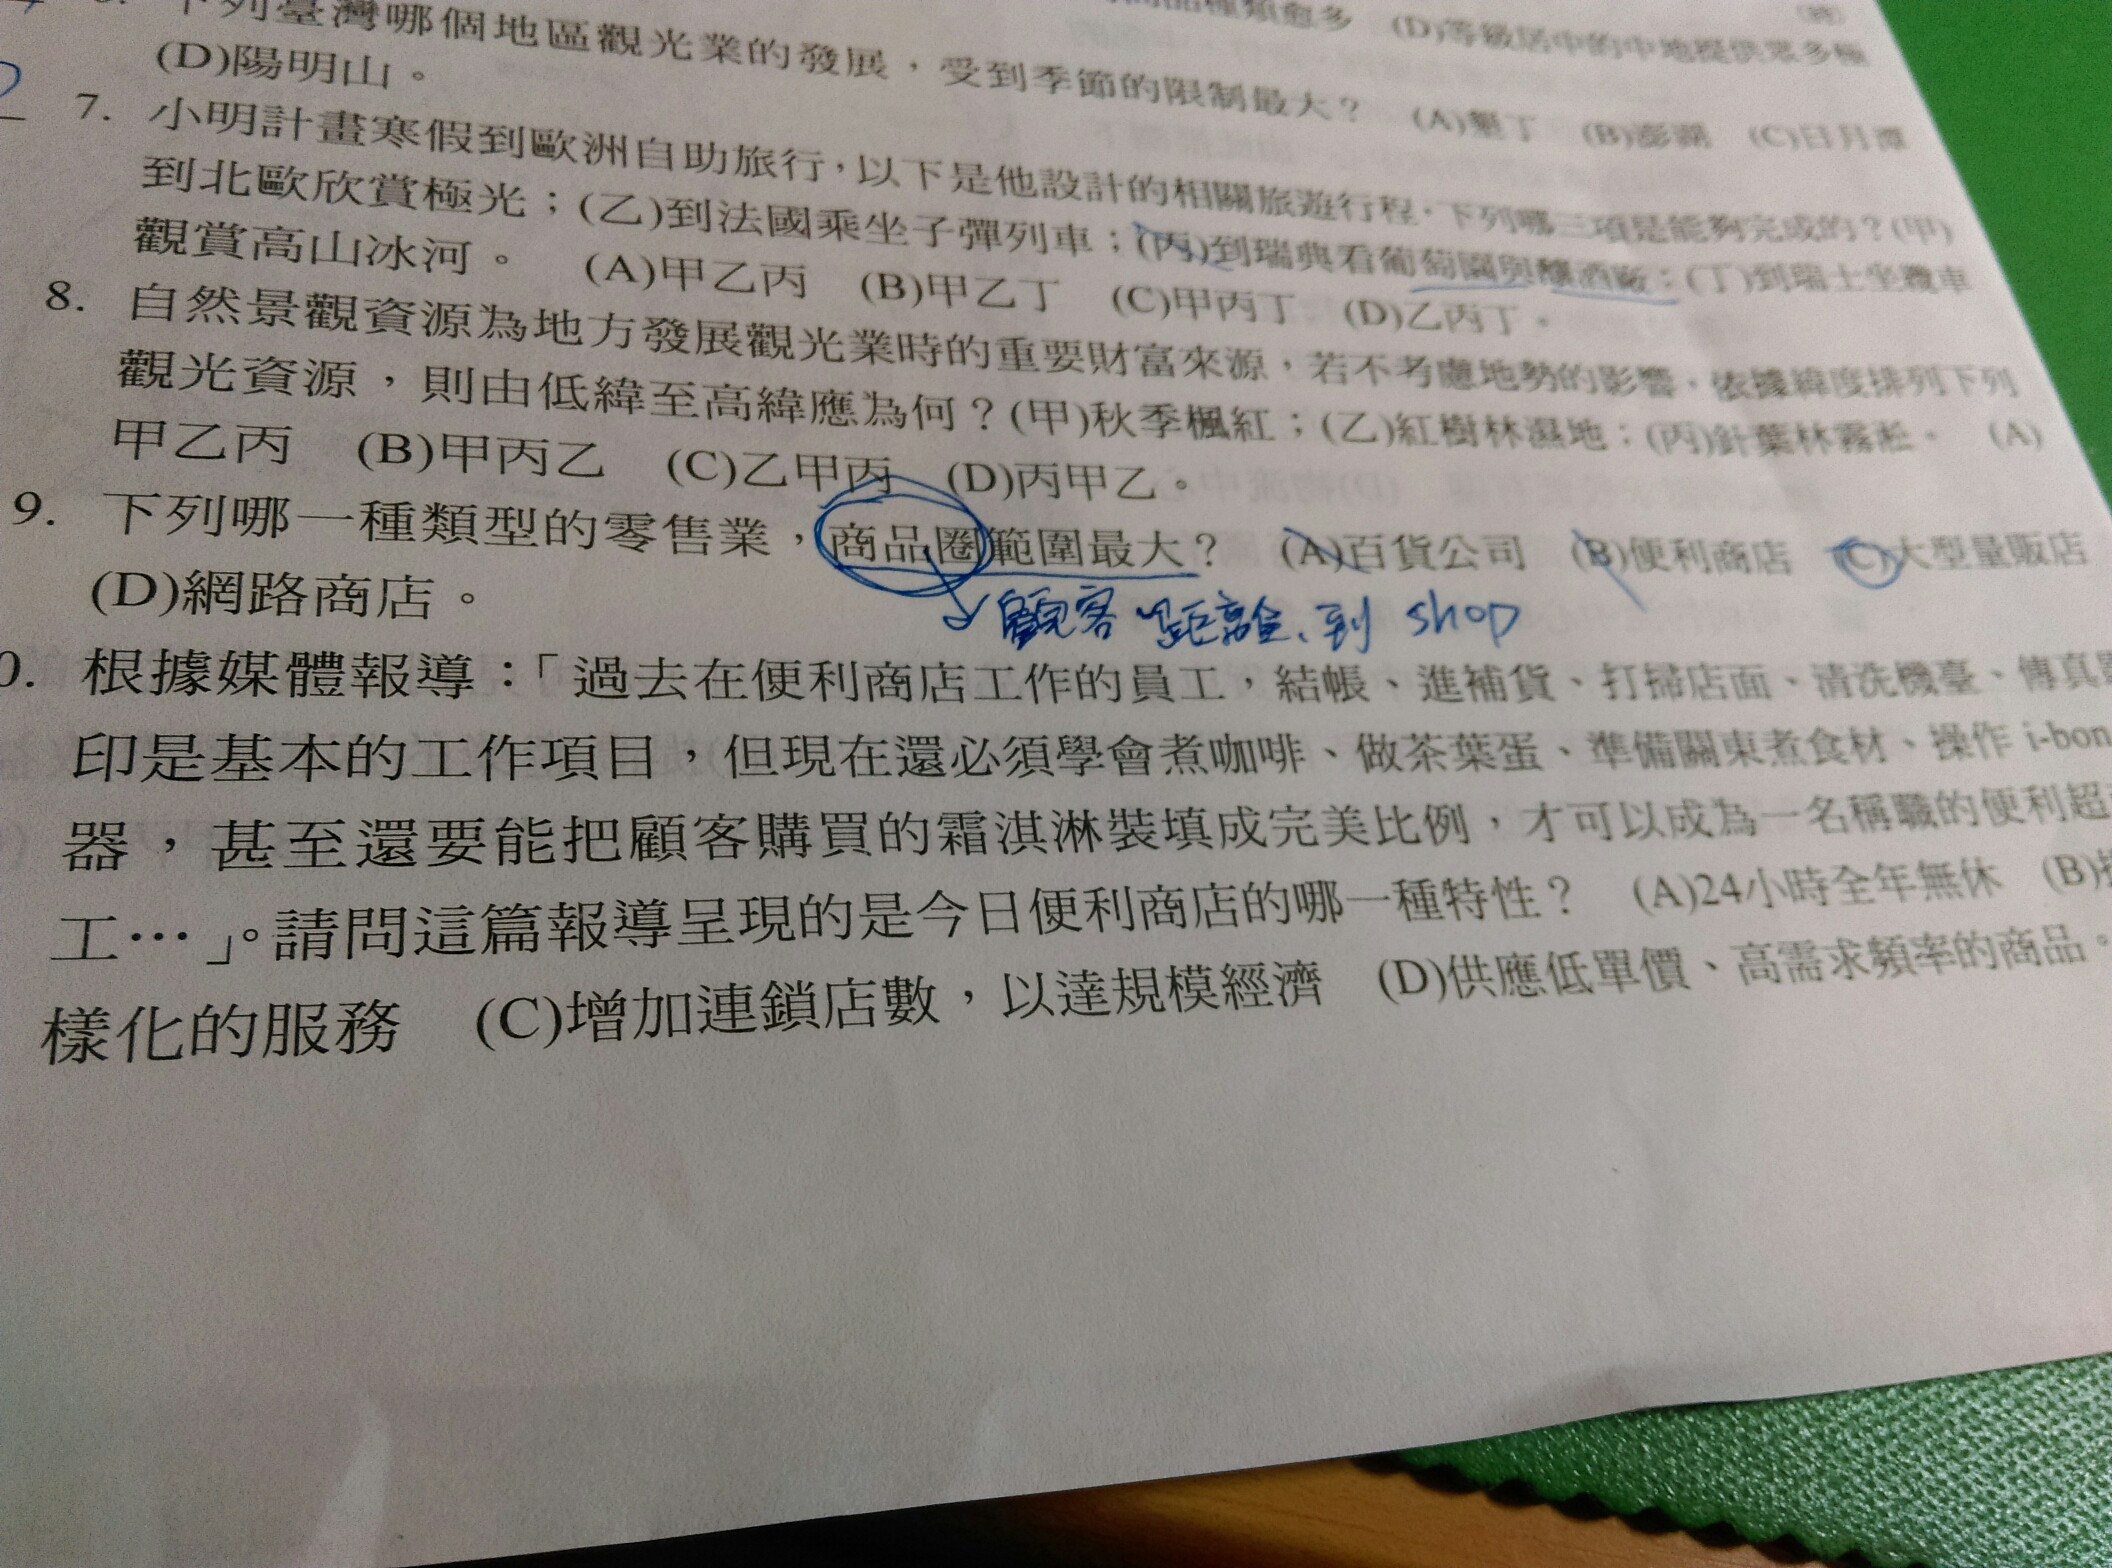 同品種類愈多 (D)等級居中的中地提供眾多種
下列臺灣哪個地區觀光業的發展，受到季節的限制最大？ (A)墾丁 (B)澎湖 (C)日月潭
(D)陽明山。
7. 小明計畫寒假到歐洲自助旅行，以下是他設計的相關旅遊行程，下列哪三項是能夠完成的？(甲)
到北歐欣賞極光；(乙)到法國乘坐子彈列車；(丙)到瑞典看葡萄園與釀酒廠；(丁)到瑞士坐纜車
觀賞高山冰河。 (A)甲乙丙 (B)甲乙丁 (C)甲丙丁 (D)乙丙丁。
8. 自然景觀資源為地方發展觀光業時的重要財富來源，若不考慮地勢的影響，依據緯度排列下列
觀光資源，則由低緯至高緯應為何？(甲)秋季楓紅；(乙)紅樹林濕地；(丙)針葉林霧淞。 (A)
甲乙丙 (B)甲丙乙 (C)乙甲丙 (D)丙甲乙。
9. 下列哪一種類型的零售業，商品圈範圍最大？ (A)百貨公司 (B)便利商店 (C)大型量販店
(D)網路商店。
顧客 距離 到 shop
0. 根據媒體報導：「過去在便利商店工作的員工，結帳、進補貨、打掃店面、清洗機臺、傳真
印是基本的工作項目，但現在還必須學會煮咖啡、做茶葉蛋、準備關東煮食材、操作 i-bon
器，甚至還要能把顧客購買的霜淇淋裝填成完美比例，才可以成為一名稱職的便利超
工…」。請問這篇報導呈現的是今日便利商店的哪一種特性？ (A)24小時全年無休 (B)
樣化的服務 (C)增加連鎖店數，以達規模經濟 (D)供應低單價、高需求頻率的商品。